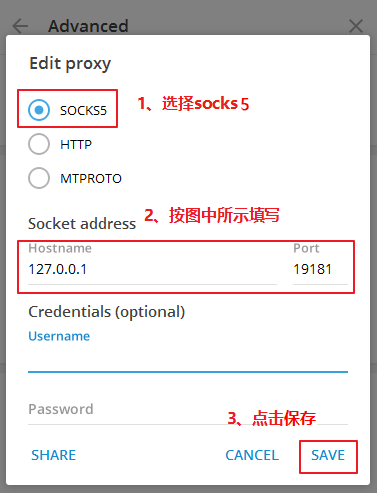 Advanced
Edit proxy
SOCKS5
1、选择socks 5
HTTP
MTPROTO
2、按图中所示填写
Socket address
Hostname Port
127.0.0.1 19181
Credentials (optional)
Username
Password
3、点击保存
SHARE CANCEL SAVE